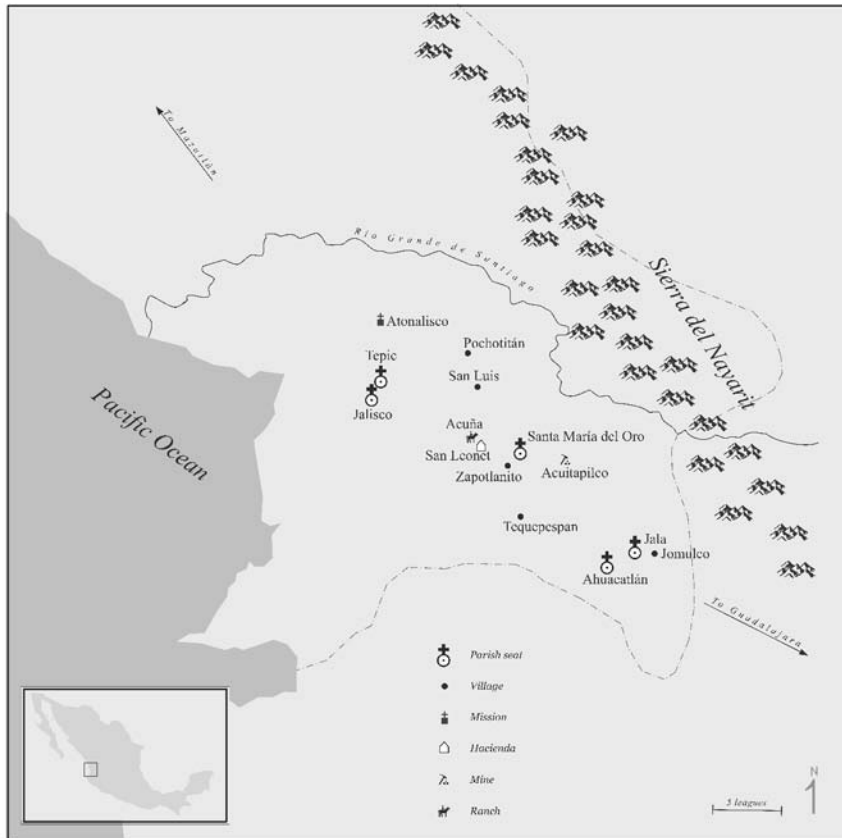 To Mazatlán
Río Grande de Santiago
Sierra del Nayarit
Atonalisco
Pochotitán
Tepic
San Luis
Jalisco
Pacific Ocean
Acuña
Santa María del Oro
San Leonel
Zapotlanito
Acuitapilco
Tequepespan
Jala
Jomulco
Ahuacatlán
To Guadalajara
Parish seat
Village
Mission
Hacienda
Mine
Ranch
N
5 leagues